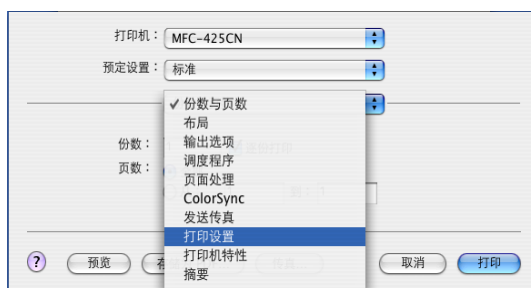 打印机： MFC-425CN
预定设置： 标准
✓ 份数与页数
布局
份数： 输出选项
调度程序
页数： 页面处理
ColorSync
发送传真
打印设置
? 预览 打印机特性 取消 打印
摘要